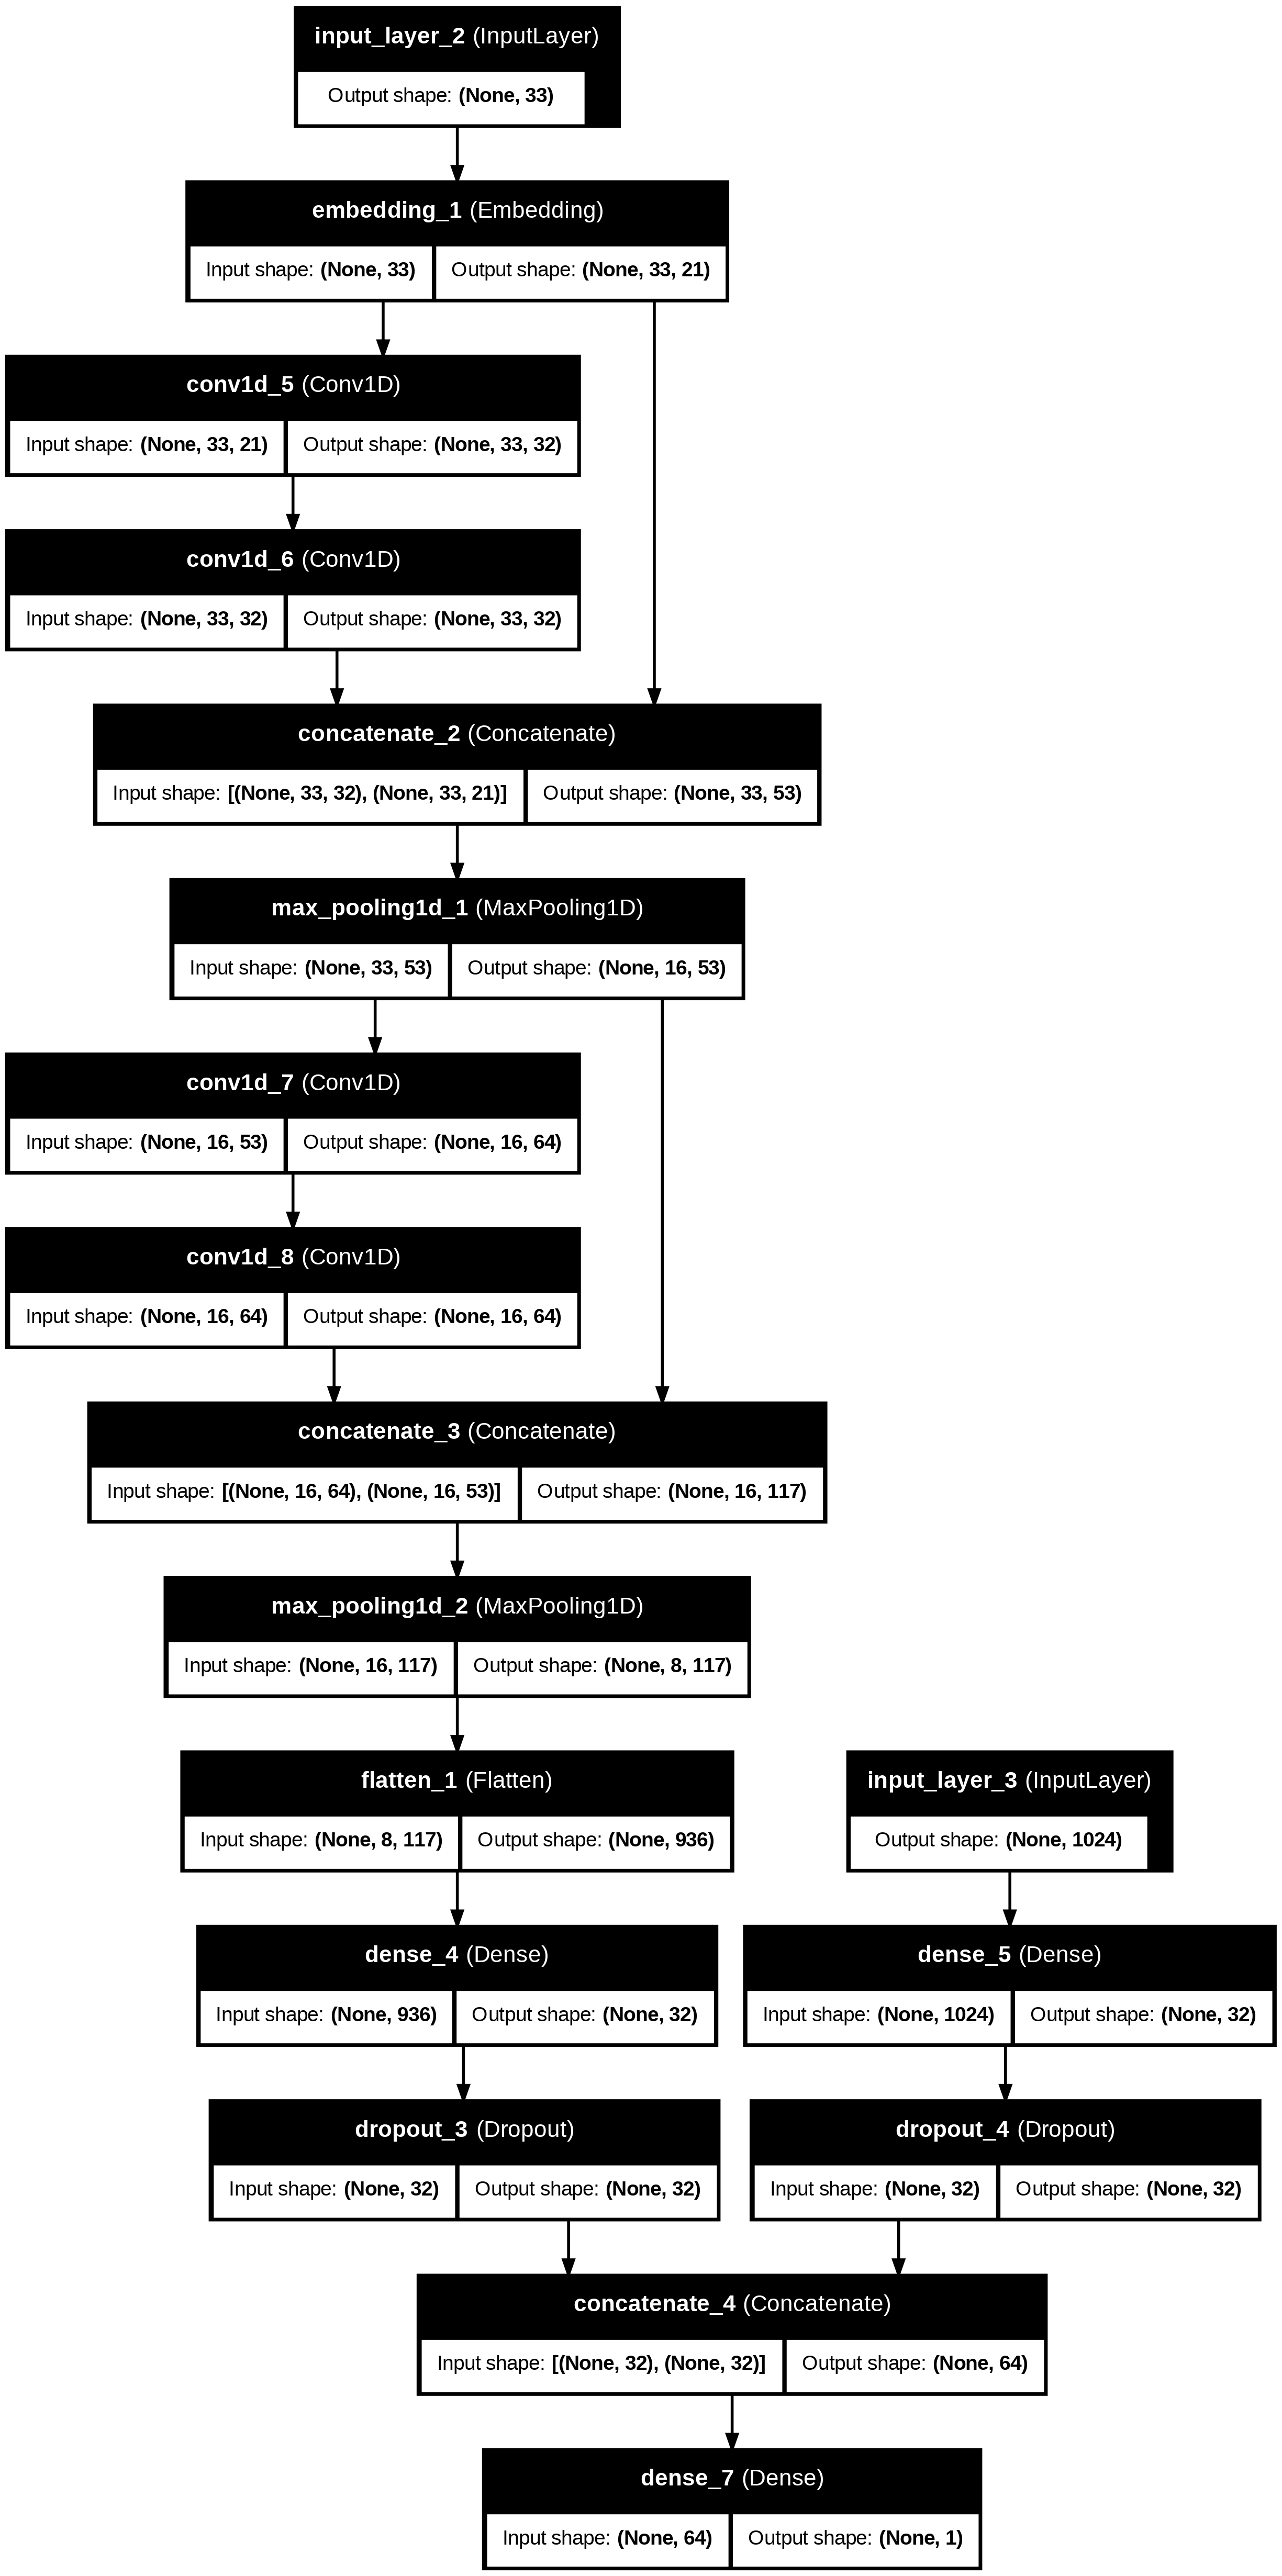 input_layer_2 (InputLayer)
Output shape: (None, 33)
embedding_1 (Embedding)
Input shape: (None, 33) Output shape: (None, 33, 21)
conv1d_5 (Conv1D)
Input shape: (None, 33, 21) Output shape: (None, 33, 32)
conv1d_6 (Conv1D)
Input shape: (None, 33, 32) Output shape: (None, 33, 32)
concatenate_2 (Concatenate)
Input shape: [(None, 33, 32), (None, 33, 21)] Output shape: (None, 33, 53)
max_pooling1d_1 (MaxPooling1D)
Input shape: (None, 33, 53) Output shape: (None, 16, 53)
conv1d_7 (Conv1D)
Input shape: (None, 16, 53) Output shape: (None, 16, 64)
conv1d_8 (Conv1D)
Input shape: (None, 16, 64) Output shape: (None, 16, 64)
concatenate_3 (Concatenate)
Input shape: [(None, 16, 64), (None, 16, 53)] Output shape: (None, 16, 117)
max_pooling1d_2 (MaxPooling1D)
Input shape: (None, 16, 117) Output shape: (None, 8, 117)
flatten_1 (Flatten)
Input shape: (None, 8, 117) Output shape: (None, 936)
input_layer_3 (InputLayer)
Output shape: (None, 1024)
dense_4 (Dense)
Input shape: (None, 936) Output shape: (None, 32)
dense_5 (Dense)
Input shape: (None, 1024) Output shape: (None, 32)
dropout_3 (Dropout)
Input shape: (None, 32) Output shape: (None, 32)
dropout_4 (Dropout)
Input shape: (None, 32) Output shape: (None, 32)
concatenate_4 (Concatenate)
Input shape: [(None, 32), (None, 32)] Output shape: (None, 64)
dense_7 (Dense)
Input shape: (None, 64) Output shape: (None, 1)